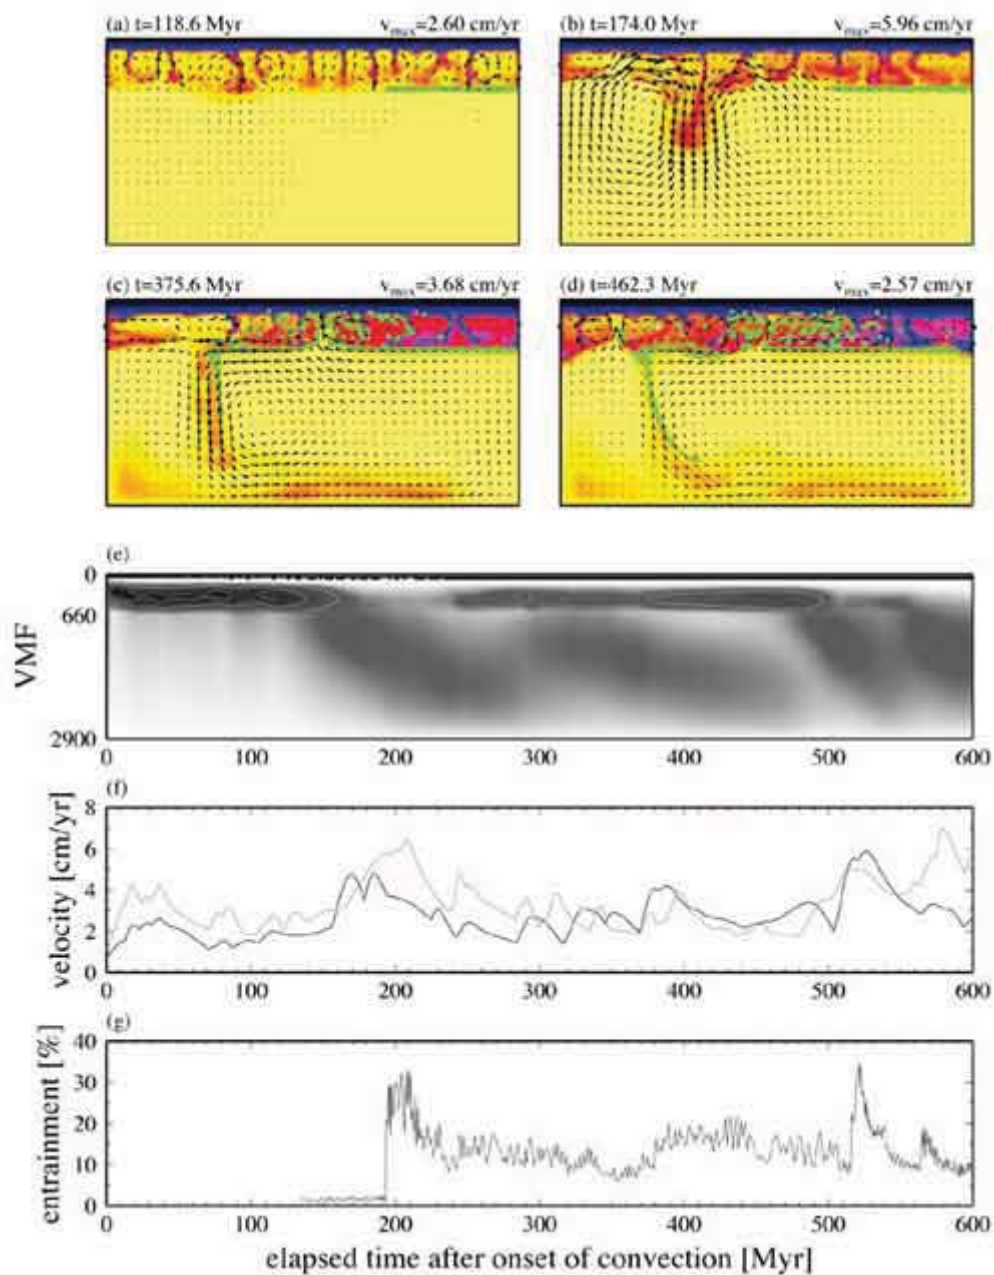 (a) t=118.6 Myr v_max=2.60 cm/yr
(b) t=174.0 Myr v_max=5.96 cm/yr
(c) t=375.6 Myr v_max=3.68 cm/yr
(d) t=462.3 Myr v_max=2.57 cm/yr
(e)
0
660
2900
VMF
0 100 200 300 400 500 600
(f)
8
6
4
2
0
velocity [cm/yr]
0 100 200 300 400 500 600
(g)
40
30
20
10
0
entrainment [%]
0 100 200 300 400 500 600
elapsed time after onset of convection [Myr]